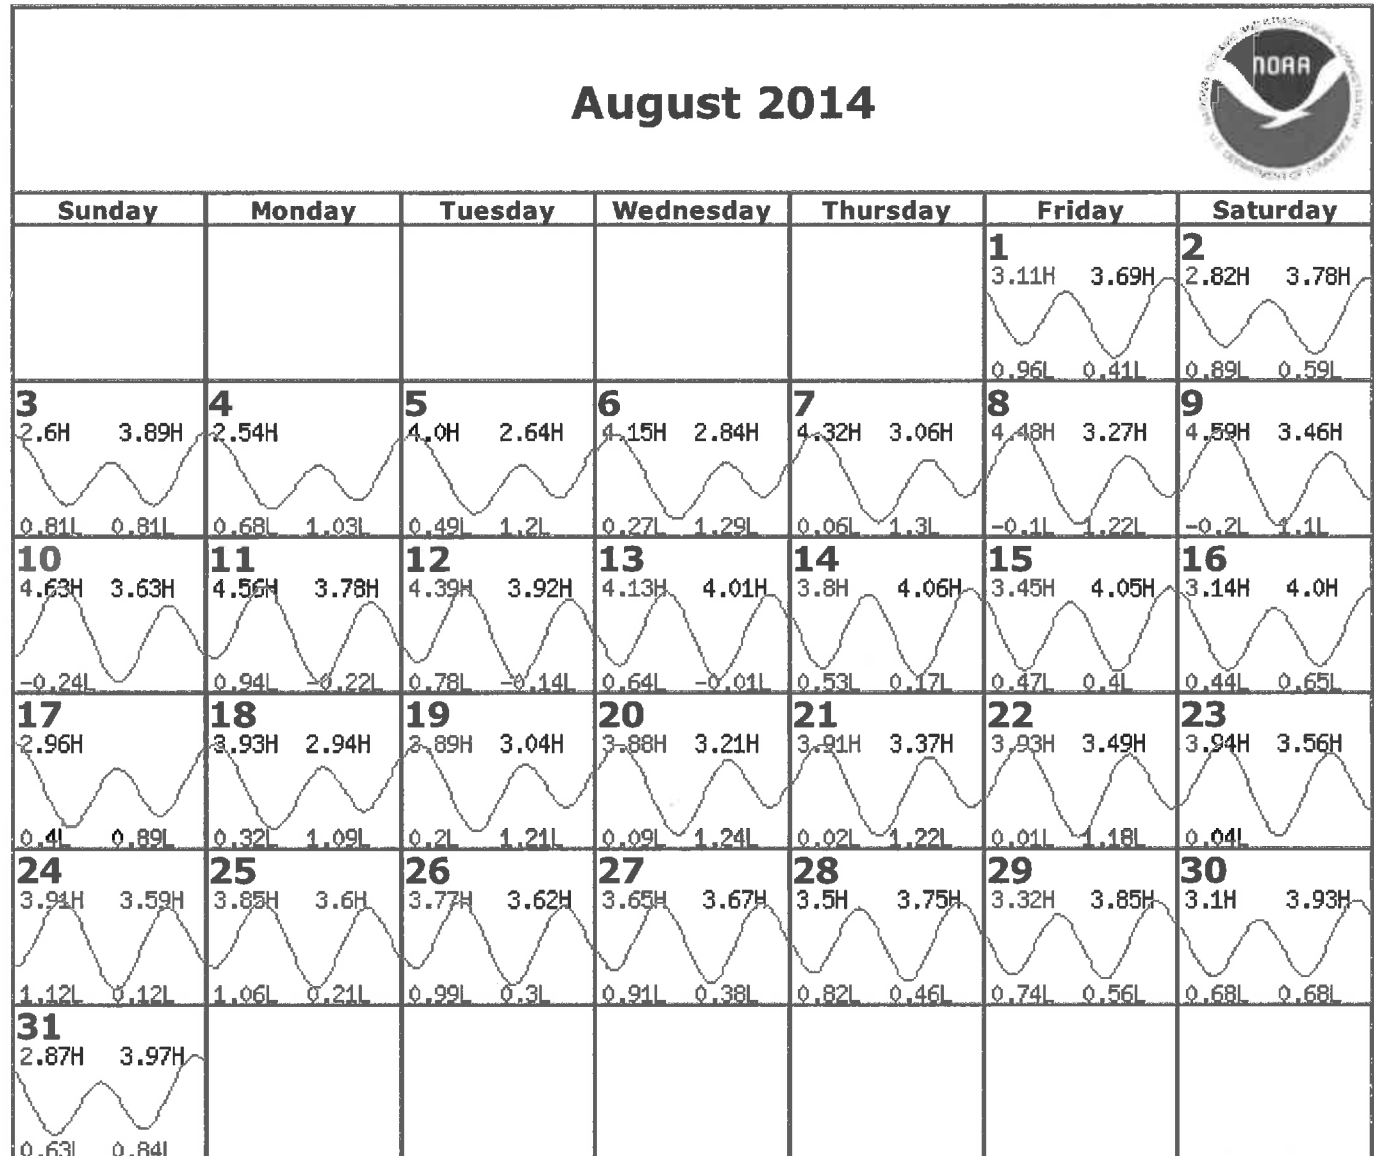 August 2014
NOAA
Sunday Monday Tuesday Wednesday Thursday Friday Saturday
1 2
3.11H 3.69H 2.82H 3.78H
0.96L 0.41L 0.89L 0.59L
3 4 5 6 7 8 9
2.6H 3.89H 2.54H 4.0H 2.64H 4.15H 2.84H 4.32H 3.06H 4.48H 3.27H 4.59H 3.46H
0.81L 0.81L 0.68L 1.03L 0.49L 1.2L 0.27L 1.29L 0.06L 1.3L -0.1L 1.22L -0.2L 1.1L
10 11 12 13 14 15 16
4.63H 3.63H 4.56H 3.78H 4.39H 3.92H 4.13H 4.01H 3.8H 4.06H 3.45H 4.05H 3.14H 4.0H
-0.24L 0.94L -0.22L 0.78L -0.14L 0.64L -0.01L 0.53L 0.17L 0.47L 0.4L 0.44L 0.65L
17 18 19 20 21 22 23
2.96H 3.93H 2.94H 3.89H 3.04H 3.88H 3.21H 3.91H 3.37H 3.93H 3.49H 3.94H 3.56H
0.4L 0.89L 0.32L 1.09L 0.2L 1.21L 0.09L 1.24L 0.02L 1.22L 0.01L 1.18L 0.04L
24 25 26 27 28 29 30
3.91H 3.59H 3.85H 3.6H 3.77H 3.62H 3.65H 3.67H 3.5H 3.75H 3.32H 3.85H 3.1H 3.93H
1.12L 0.12L 1.06L 0.21L 0.99L 0.3L 0.91L 0.38L 0.82L 0.46L 0.74L 0.56L 0.68L 0.68L
31
2.87H 3.97H
0.63L 0.84L